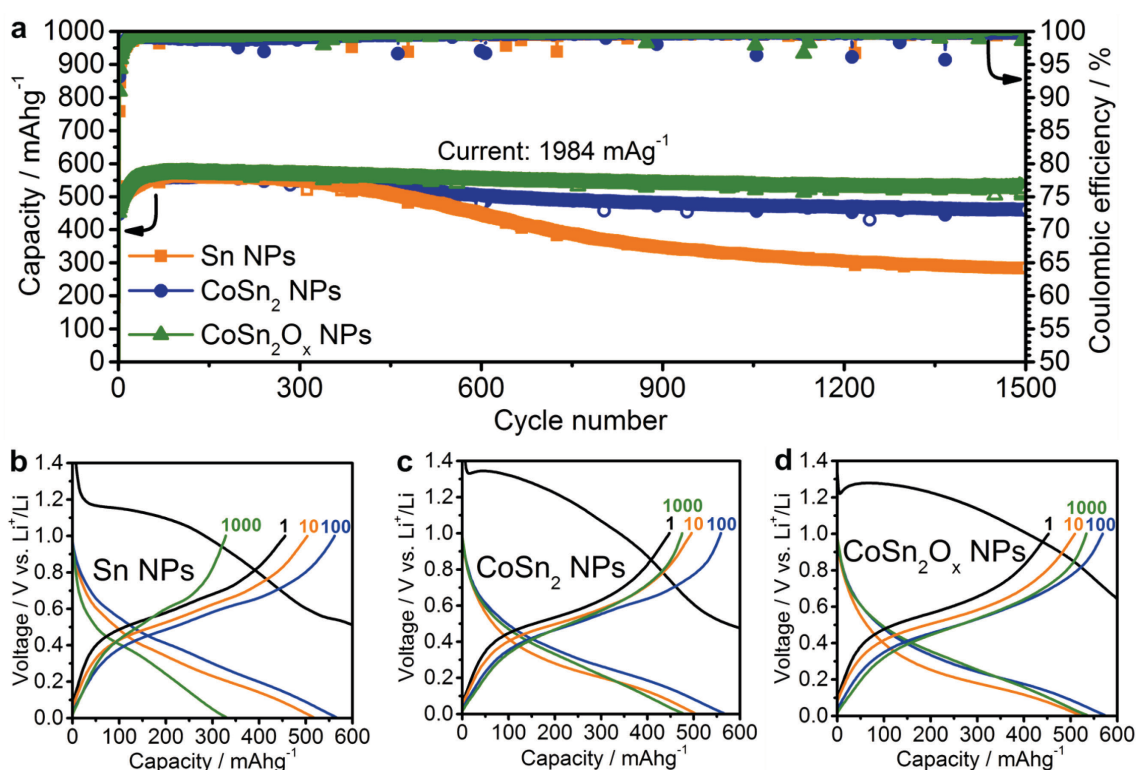 a
1000
900
800
700
600
500
400
300
200
100
0
Capacity / mAhg⁻¹
Current: 1984 mAg⁻¹
Sn NPs
CoSn₂ NPs
CoSn₂Oₓ NPs
100
95
90
85
80
75
70
65
60
55
50
Coulombic efficiency / %
0 300 600 900 1200 1500
Cycle number
b
1.4
1.2
1.0
0.8
0.6
0.4
0.2
0.0
Voltage / V vs. Li⁺/Li
1000 1 10 100
Sn NPs
0 100 200 300 400 500 600
Capacity / mAhg⁻¹
c
1.4
1.2
1.0
0.8
0.6
0.4
0.2
0.0
Voltage / V vs. Li⁺/Li
1000
1 10 100
CoSn₂ NPs
0 100 200 300 400 500 600
Capacity / mAhg⁻¹
d
1.4
1.2
1.0
0.8
0.6
0.4
0.2
0.0
Voltage / V vs. Li⁺/Li
1000
1 10 100
CoSn₂Oₓ NPs
0 100 200 300 400 500 600
Capacity / mAhg⁻¹